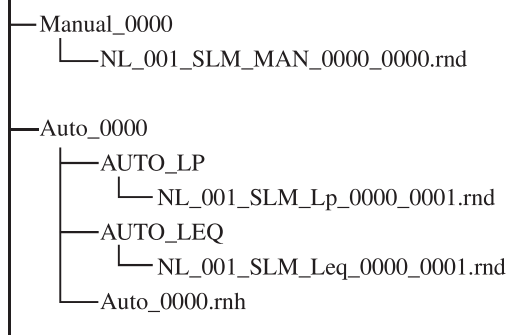 Manual_0000
NL_001_SLM_MAN_0000_0000.rnd
Auto_0000
AUTO_LP
NL_001_SLM_Lp_0000_0001.rnd
AUTO_LEQ
NL_001_SLM_Leq_0000_0001.rnd
Auto_0000.rnh